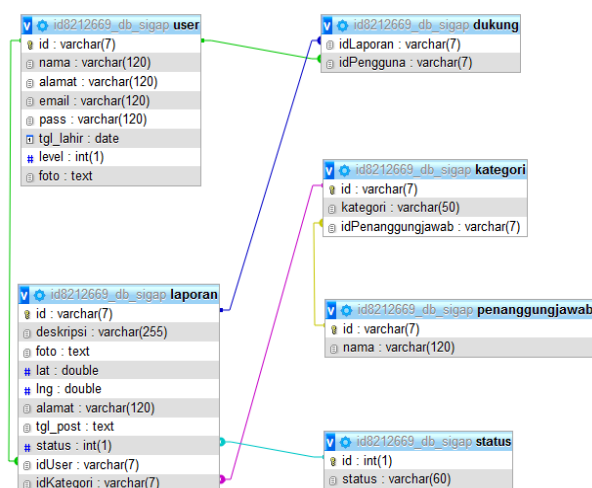 id8212669_db_sigap user
id : varchar(7)
nama : varchar(120)
alamat : varchar(120)
email : varchar(120)
pass : varchar(120)
tgl_lahir : date
# level : int(1)
foto : text
id8212669_db_sigap dukung
idLaporan : varchar(7)
idPengguna : varchar(7)
id8212669_db_sigap kategori
id : varchar(7)
kategori : varchar(50)
idPenanggungjawab : varchar(7)
id8212669_db_sigap laporan
id : varchar(7)
deskripsi : varchar(255)
foto : text
# lat : double
# lng : double
alamat : varchar(120)
tgl_post : text
# status : int(1)
idUser : varchar(7)
idKategori : varchar(7)
id8212669_db_sigap penanggungjawab
id : varchar(7)
nama : varchar(120)
id8212669_db_sigap status
id : int(1)
status : varchar(60)